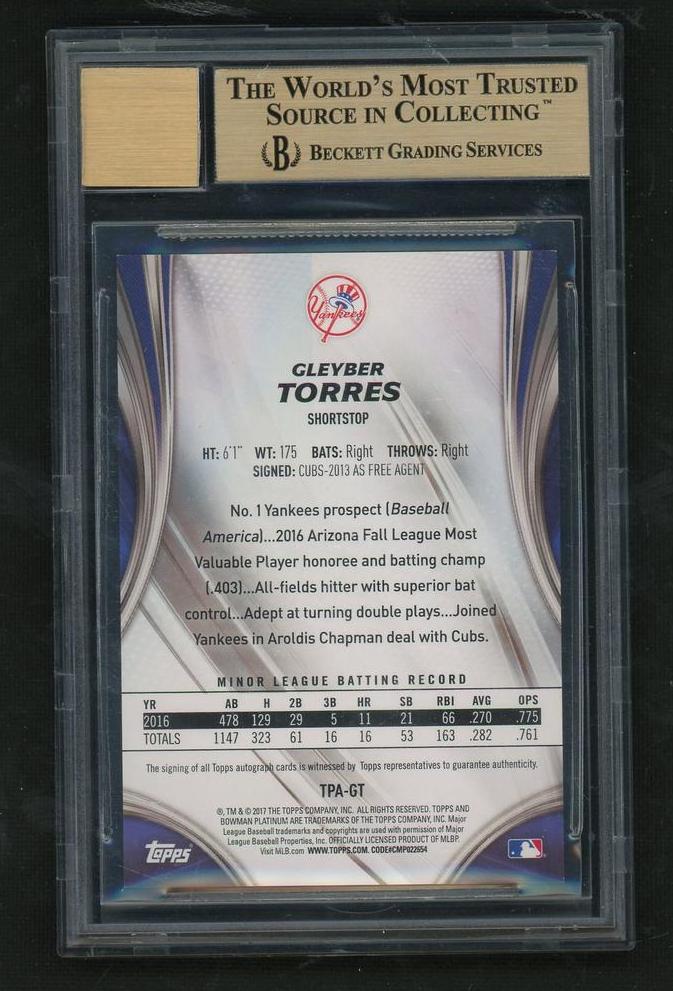 THE WORLD'S MOST TRUSTED
SOURCE IN COLLECTING™
B BECKETT GRADING SERVICES
Yankees
GLEYBER
TORRES
SHORTSTOP
HT: 6'1" WT: 175 BATS: Right THROWS: Right
SIGNED: CUBS-2013 AS FREE AGENT
No. 1 Yankees prospect (Baseball
America)...2016 Arizona Fall League Most
Valuable Player honoree and batting champ
(.403)...All-fields hitter with superior bat
control...Adept at turning double plays...Joined
Yankees in Aroldis Chapman deal with Cubs.
MINOR LEAGUE BATTING RECORD
YR AB H 2B 3B HR SB RBI AVG OPS
2016 478 129 29 5 11 21 66 .270 .775
TOTALS 1147 323 61 16 16 53 163 .282 .761
The signing of all Topps autograph cards is witnessed by Topps representatives to guarantee authenticity.
TPA-GT
®, TM & © 2017 THE TOPPS COMPANY, INC. ALL RIGHTS RESERVED. TOPPS AND
BOWMAN PLATINUM ARE TRADEMARKS OF THE TOPPS COMPANY, INC. Major
League Baseball trademarks and copyrights are used with permission of Major
League Baseball Properties, Inc. OFFICIALLY LICENSED PRODUCT OF MLBP.
Visit MLB.com WWW.TOPPS.COM. CODE#CMP022654
Topps